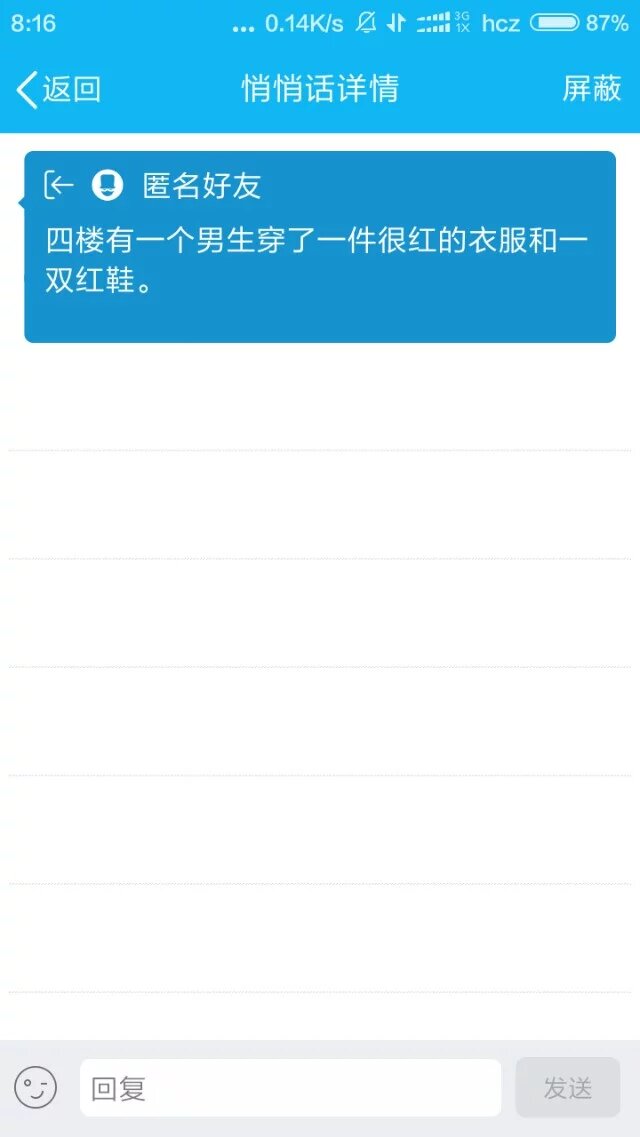 8:16 ... 0.14K/s 3G 1X hcz 87%
返回 悄悄话详情 屏蔽
匿名好友
四楼有一个男生穿了一件很红的衣服和一
双红鞋。
回复 发送